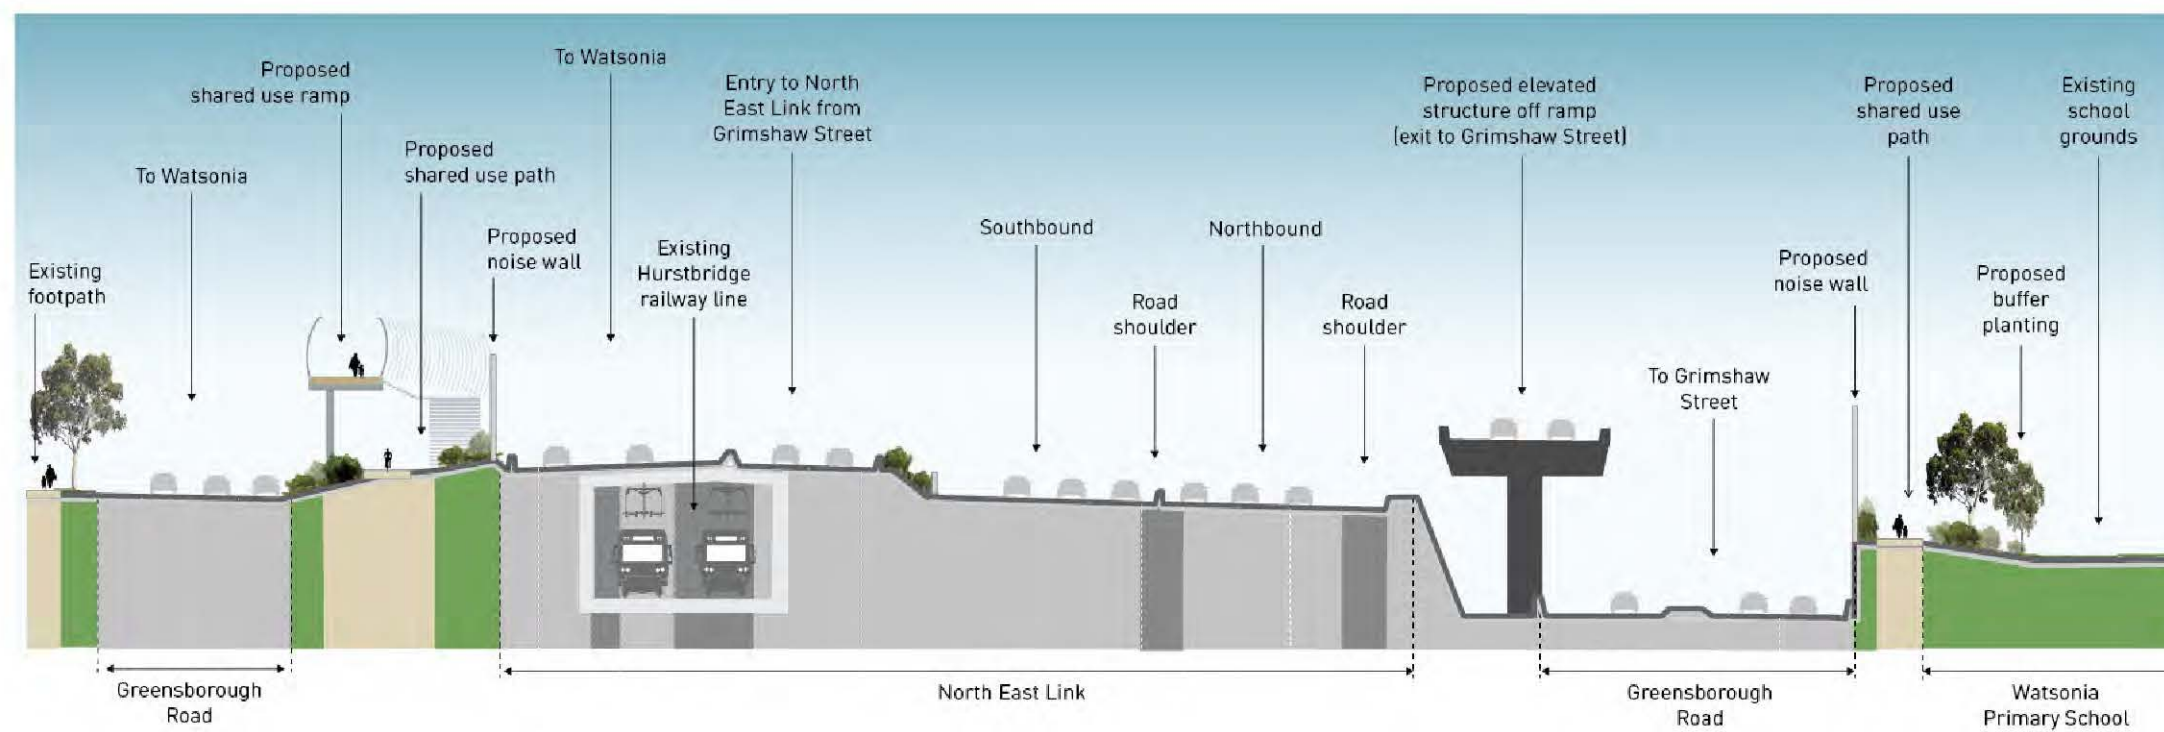 Existing
footpath
To Watsonia
Proposed
shared use ramp
Proposed
shared use path
Proposed
noise wall
To Watsonia
Existing
Hurstbridge
railway line
Entry to North
East Link from
Grimshaw Street
Southbound
Road
shoulder
Northbound
Road
shoulder
Proposed elevated
structure off ramp
(exit to Grimshaw Street)
To Grimshaw
Street
Proposed
noise wall
Proposed
shared use
path
Proposed
buffer
planting
Existing
school
grounds
Greensborough
Road
North East Link
Greensborough
Road
Watsonia
Primary School